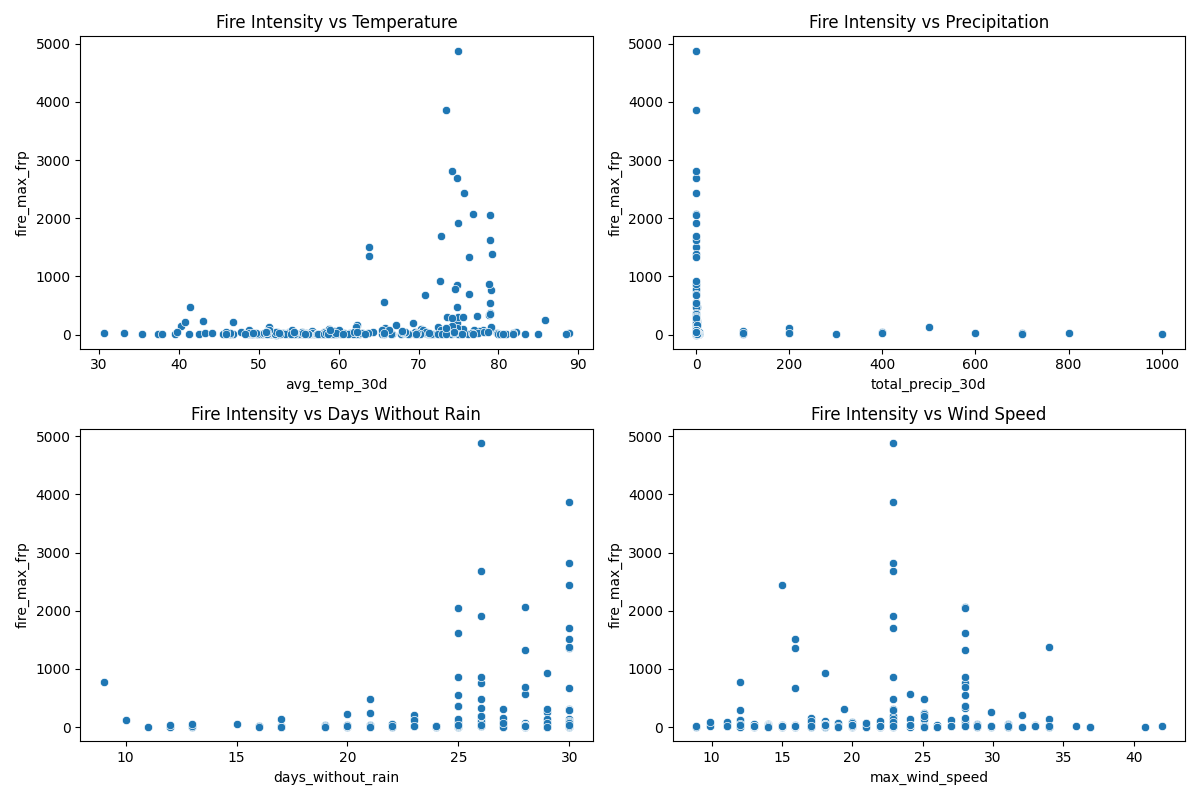 Fire Intensity vs Temperature
5000
4000
3000
2000
1000
0
fire_max_frp
30 40 50 60 70 80 90
avg_temp_30d
Fire Intensity vs Precipitation
5000
4000
3000
2000
1000
0
fire_max_frp
0 200 400 600 800 1000
total_precip_30d
Fire Intensity vs Days Without Rain
5000
4000
3000
2000
1000
0
fire_max_frp
10 15 20 25 30
days_without_rain
Fire Intensity vs Wind Speed
5000
4000
3000
2000
1000
0
fire_max_frp
10 15 20 25 30 35 40
max_wind_speed